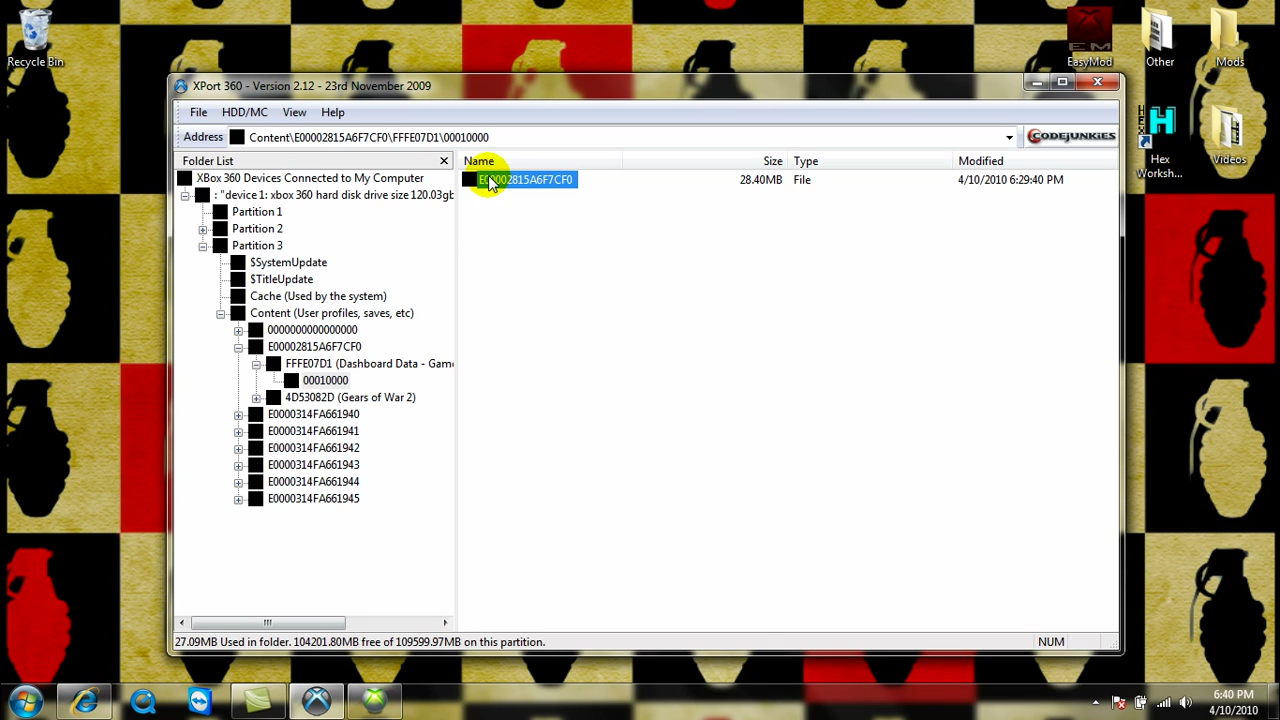 Recycle Bin
EasyMod
Other
Mods
Hex
Worksh...
Videos
XPort 360 - Version 2.12 - 23rd November 2009
File HDD/MC View Help
Address Content\E00002815A6F7CF0\FFFE07D1\00010000 CODEJUNKIES
Folder List
XBox 360 Devices Connected to My Computer
: "device 1: xbox 360 hard disk drive size 120.03gb
Partition 1
Partition 2
Partition 3
$SystemUpdate
$TitleUpdate
Cache (Used by the system)
Content (User profiles, saves, etc)
0000000000000000
E00002815A6F7CF0
FFFE07D1 (Dashboard Data - Game
00010000
4D53082D (Gears of War 2)
E0000314FA661940
E0000314FA661941
E0000314FA661942
E0000314FA661943
E0000314FA661944
E0000314FA661945
Name Size Type Modified
E00002815A6F7CF0 28.40MB File 4/10/2010 6:29:40 PM
27.09MB Used in folder. 104201.80MB free of 109599.97MB on this partition. NUM
6:40 PM
4/10/2010